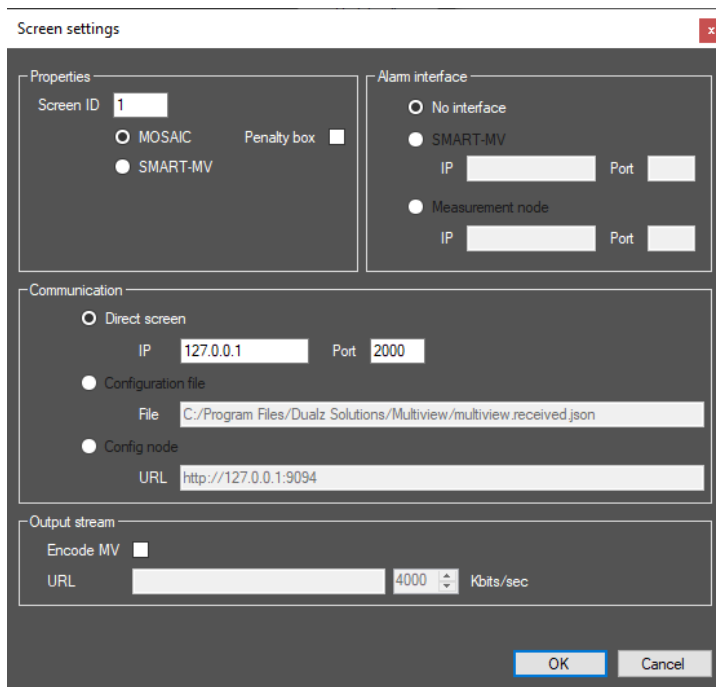 Screen settings
x
Properties
Screen ID 1
MOSAIC Penalty box
SMART-MV
Alarm interface
No interface
SMART-MV
IP Port
Measurement node
IP Port
Communication
Direct screen
IP 127.0.0.1 Port 2000
Configuration file
File C:/Program Files/Dualz Solutions/Multiview/multiview.received.json
Config node
URL http://127.0.0.1:9094
Output stream
Encode MV
URL 4000 Kbits/sec
OK Cancel